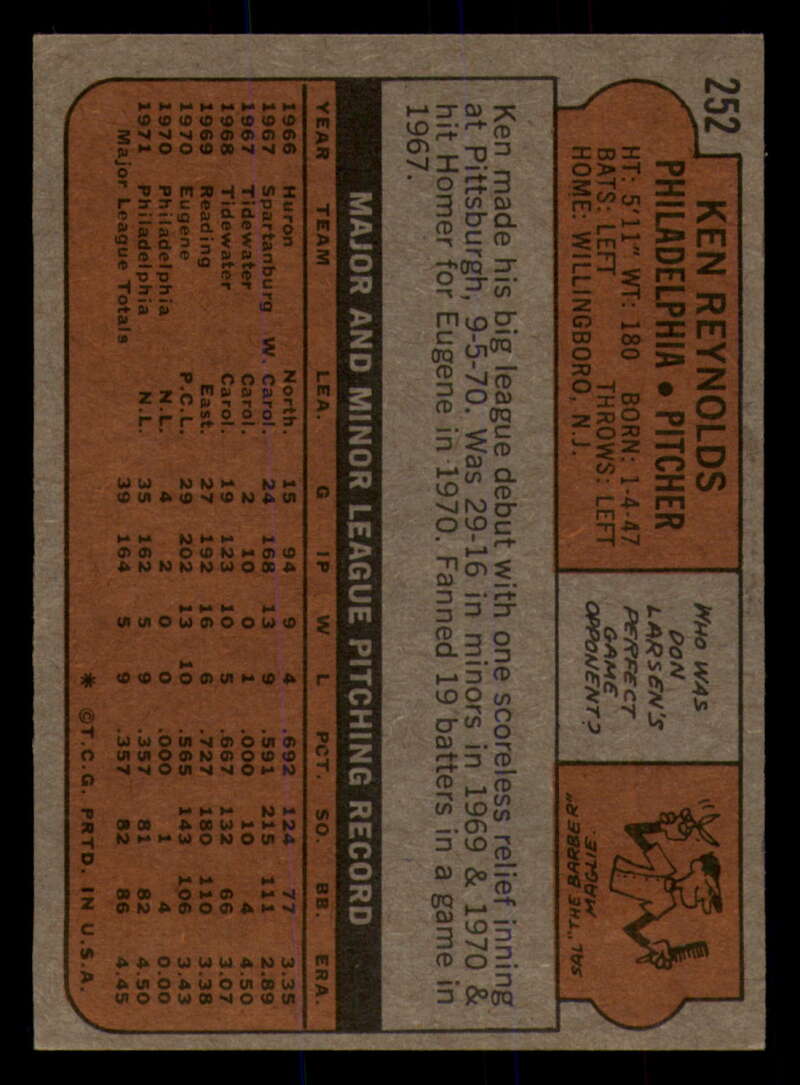 252
KEN REYNOLDS
PHILADELPHIA • PITCHER
HT: 5'11" WT: 180 BORN: 1-4-47
BATS: LEFT THROWS: LEFT
HOME: WILLINGBORO, N.J.
WHO WAS
DON
LARSEN'S
PERFECT
GAME
OPPONENT?
SAL "THE BARBER"
MAGLIE
Ken made his big league debut with one scoreless relief inning
at Pittsburgh, 9-5-70. Was 29-16 in minors in 1969 & 1970 &
hit Homer for Eugene in 1970. Fanned 19 batters in a game in
1967.
MAJOR AND MINOR LEAGUE PITCHING RECORD
YEAR TEAM LEA. G IP W L PCT. SO. BB. ERA.
1966 Huron North. 15 94 9 4 .692 124 77 3.35
1967 Spartanburg W. Carol. 24 168 13 9 .591 215 111 2.89
1967 Tidewater Carol. 2 10 0 1 .000 10 4 4.50
1968 Tidewater Carol. 19 123 10 5 .667 132 66 3.07
1969 Reading East. 27 192 16 6 .727 180 110 3.38
1970 Eugene P.C.L. 29 202 13 10 .565 143 106 3.43
1970 Philadelphia N.L. 4 2 0 0 .000 1 4 0.00
1971 Philadelphia N.L. 35 162 5 9 .357 81 82 4.50
Major League Totals 39 164 5 9 .357 82 86 4.45
* ©T.C.G. PRTD. IN U.S.A.